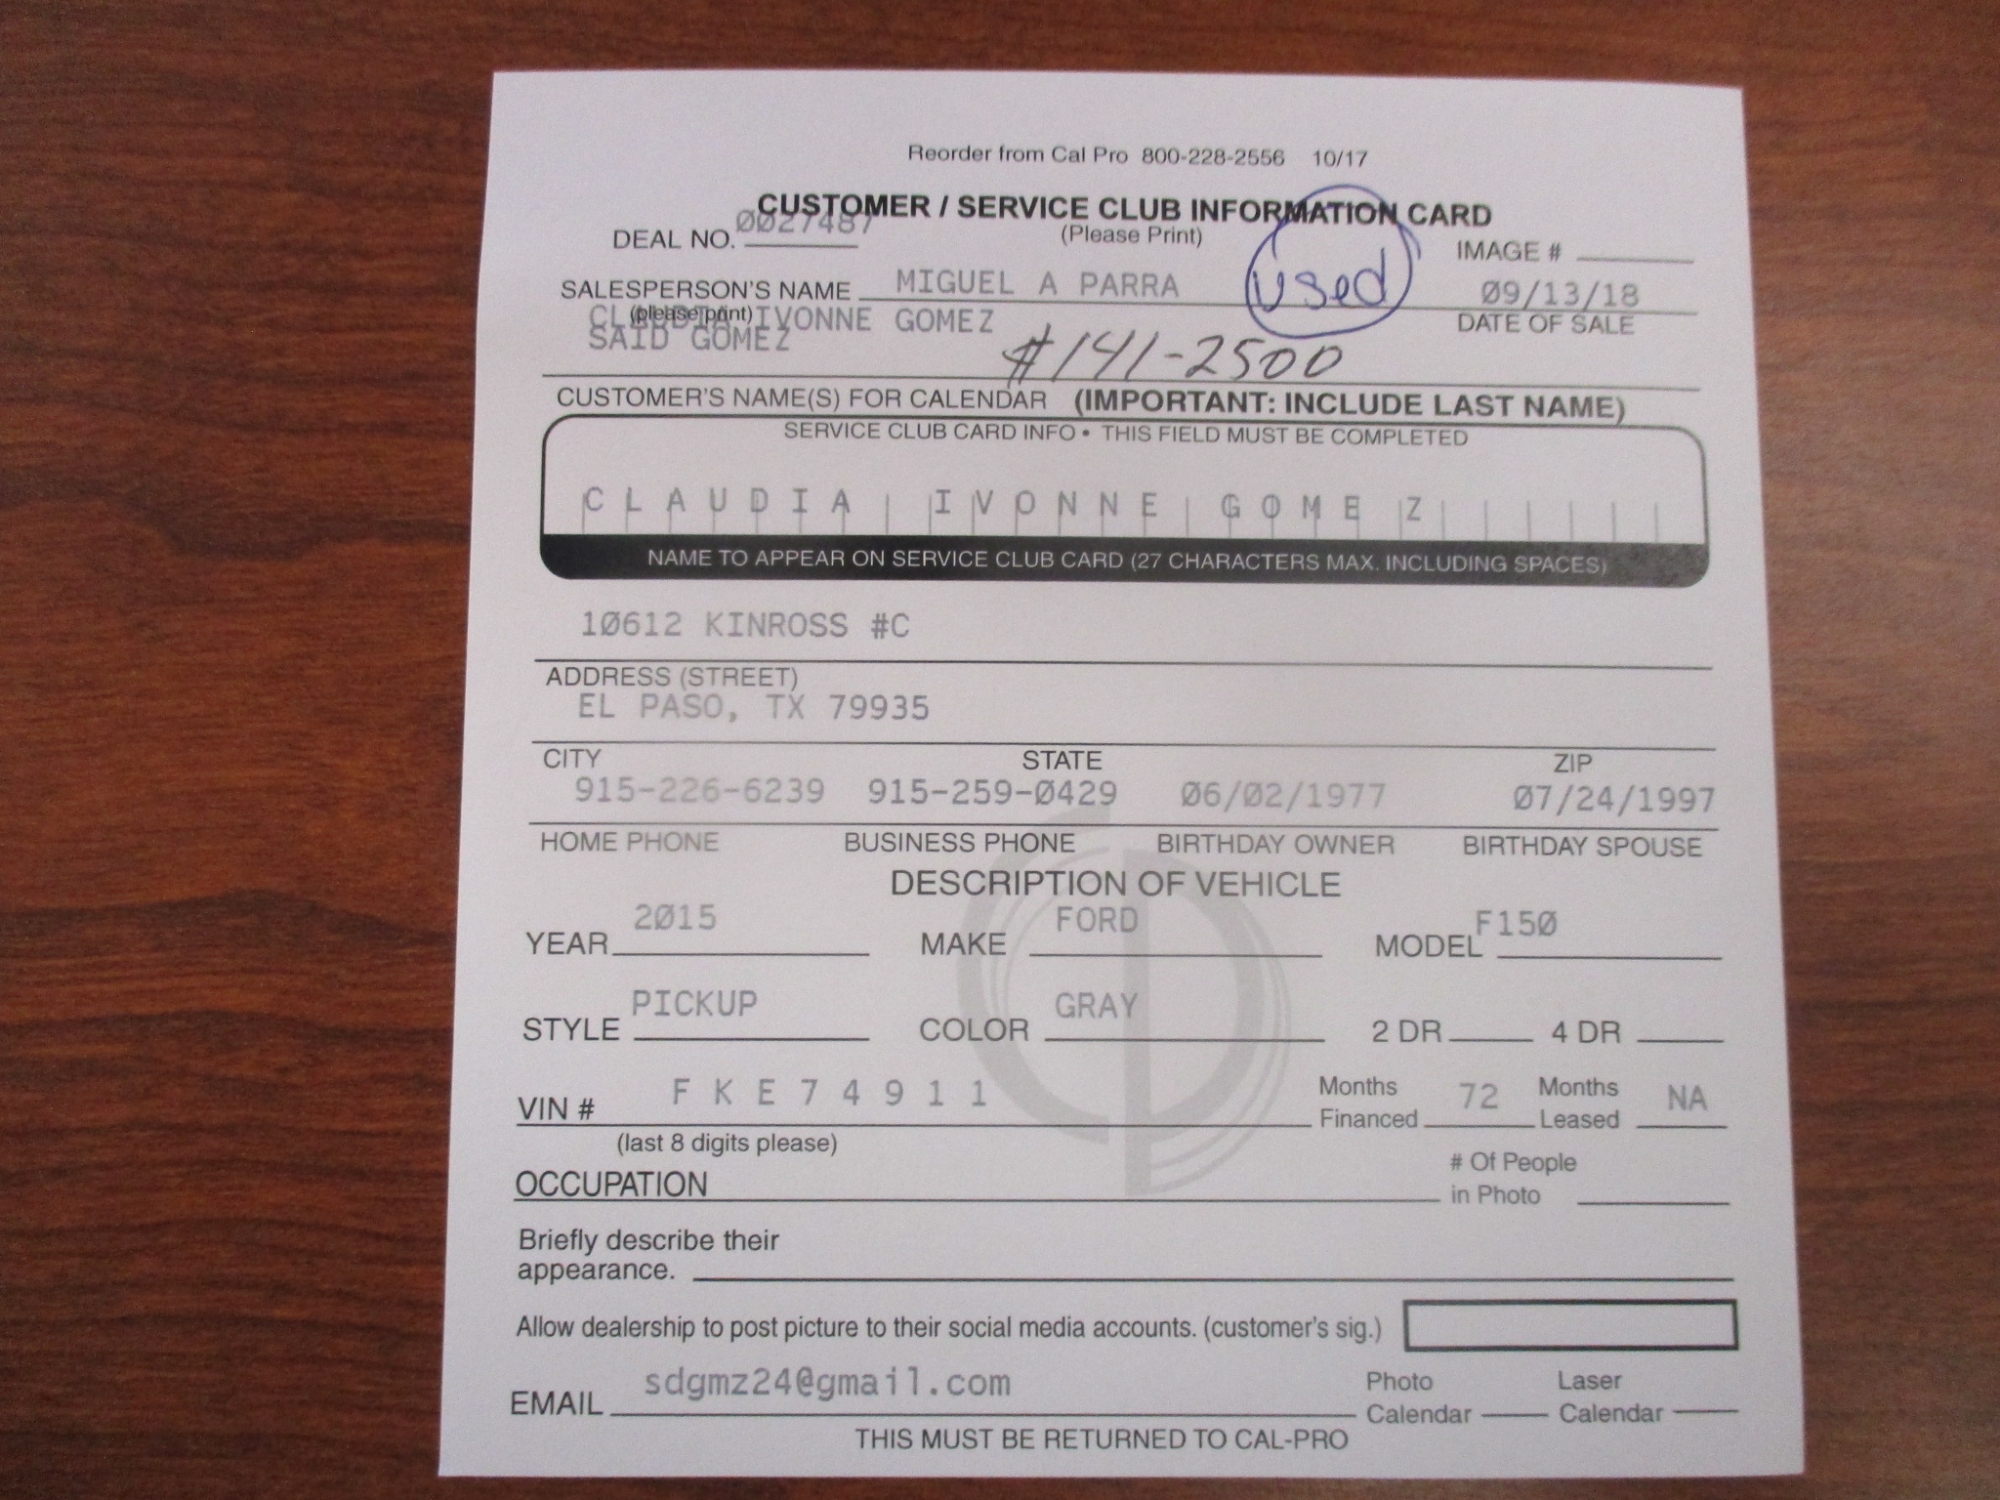 Reorder from Cal Pro 800-228-2556 10/17
CUSTOMER / SERVICE CLUB INFORMATION CARD
DEAL NO. 0027487 (Please Print) IMAGE #
SALESPERSON'S NAME MIGUEL A PARRA used 09/13/18
(please print) DATE OF SALE
CLAUDIA IVONNE GOMEZ
SAID GOMEZ #141-2500
CUSTOMER'S NAME(S) FOR CALENDAR (IMPORTANT: INCLUDE LAST NAME)
SERVICE CLUB CARD INFO • THIS FIELD MUST BE COMPLETED
CLAUDIA IVONNE GOMEZ
NAME TO APPEAR ON SERVICE CLUB CARD (27 CHARACTERS MAX. INCLUDING SPACES)
10612 KINROSS #C
ADDRESS (STREET)
EL PASO, TX 79935
CITY STATE ZIP
915-226-6239 915-259-0429 06/02/1977 07/24/1997
HOME PHONE BUSINESS PHONE BIRTHDAY OWNER BIRTHDAY SPOUSE
DESCRIPTION OF VEHICLE
YEAR 2015 MAKE FORD MODEL F150
STYLE PICKUP COLOR GRAY 2 DR 4 DR
VIN # F K E 7 4 9 1 1 Months Financed 72 Months Leased NA
(last 8 digits please)
OCCUPATION # Of People in Photo
Briefly describe their
appearance.
Allow dealership to post picture to their social media accounts. (customer's sig.)
EMAIL sdgmz24@gmail.com Photo Calendar Laser Calendar
THIS MUST BE RETURNED TO CAL-PRO